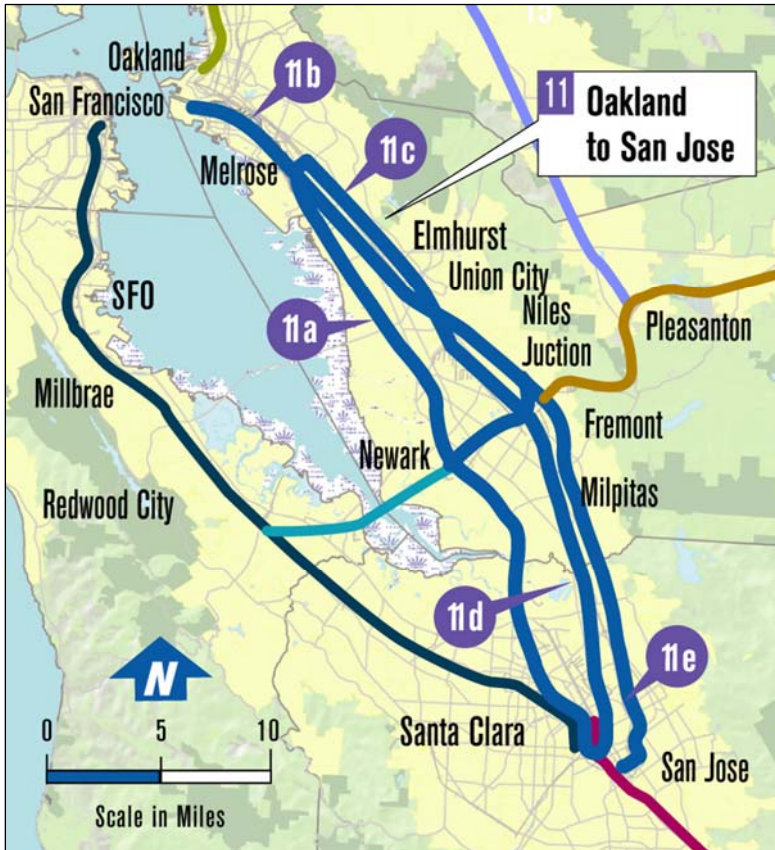 15
Oakland
San Francisco
11b
11 Oakland
to San Jose
11c
Melrose
Elmhurst
Union City
Niles
Juction
SFO
11a
Pleasanton
Millbrae
Fremont
Newark
Milpitas
Redwood City
11d
N
11e
0 5 10
Santa Clara
San Jose
Scale in Miles